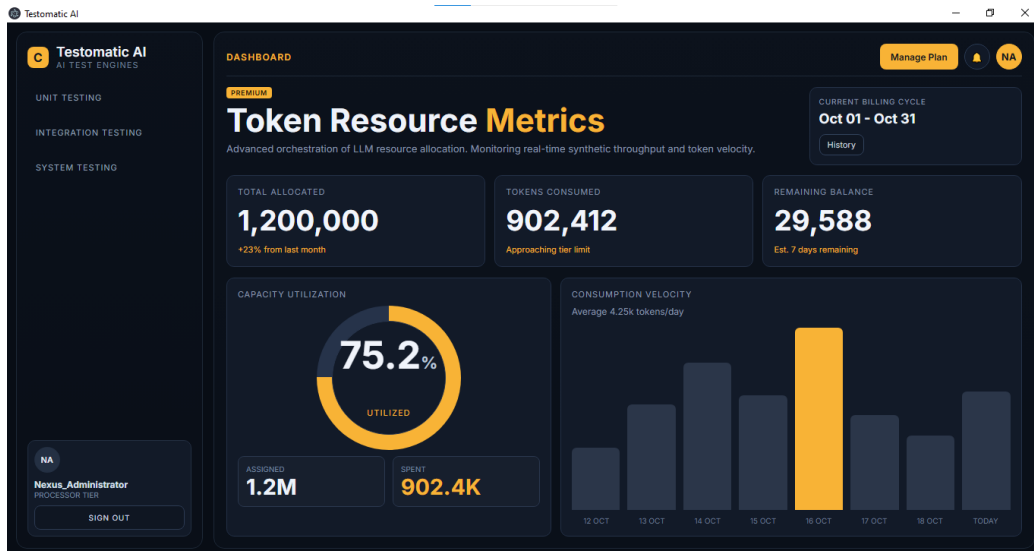 Testomatic AI
C
Testomatic AI
AI TEST ENGINES
UNIT TESTING
INTEGRATION TESTING
SYSTEM TESTING
NA
Nexus_Administrator
PROCESSOR TIER
SIGN OUT
DASHBOARD
Manage Plan
NA
PREMIUM
Token Resource Metrics
Advanced orchestration of LLM resource allocation. Monitoring real-time synthetic throughput and token velocity.
CURRENT BILLING CYCLE
Oct 01 - Oct 31
History
TOTAL ALLOCATED
1,200,000
+23% from last month
TOKENS CONSUMED
902,412
Approaching tier limit
REMAINING BALANCE
29,588
Est. 7 days remaining
CAPACITY UTILIZATION
75.2%
UTILIZED
ASSIGNED
1.2M
SPENT
902.4K
CONSUMPTION VELOCITY
Average 4.25k tokens/day
12 OCT
13 OCT
14 OCT
15 OCT
16 OCT
17 OCT
18 OCT
TODAY